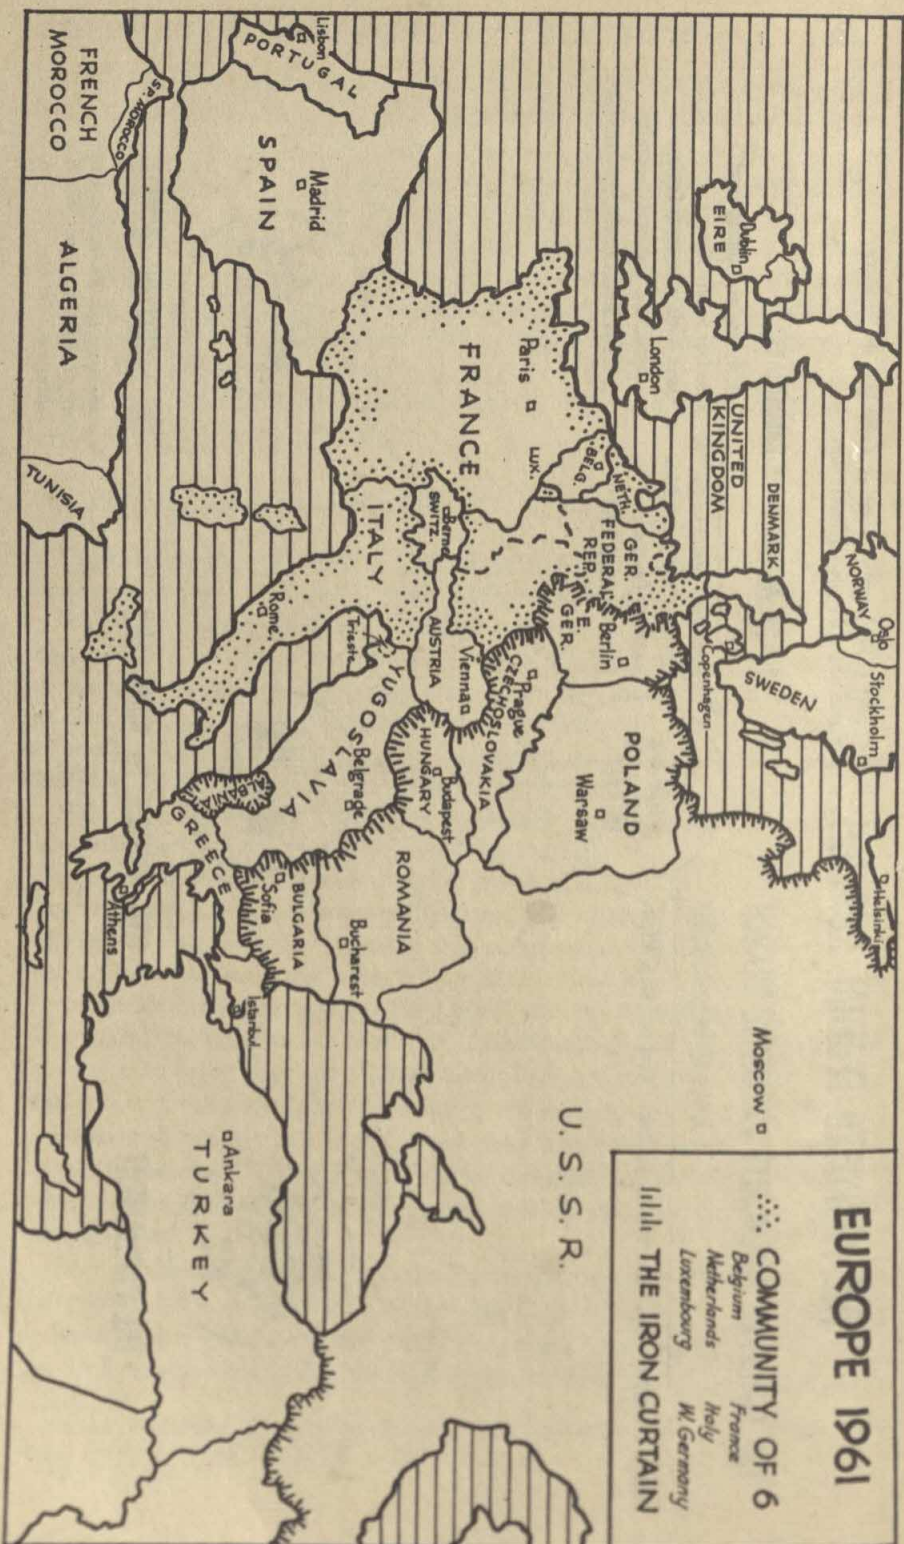 EUROPE 1961
COMMUNITY OF 6
Belgium France
Netherlands Italy
Luxembourg W. Germany
THE IRON CURTAIN
Helsinki
Oslo
NORWAY
Stockholm
SWEDEN
DENMARK
Copenhagen
Moscow
U. S. S. R.
Dublin
EIRE
UNITED
KINGDOM
London
NETH.
BELG.
LUX.
GER.
FEDERAL
REP.
E.
GER.
Berlin
POLAND
Warsaw
Prague
CZECHOSLOVAKIA
Paris
FRANCE
Berne
SWITZ.
AUSTRIA
Vienna
HUNGARY
Budapest
ROMANIA
Bucharest
ITALY
Rome
Trieste
YUGOSLAVIA
Belgrade
BULGARIA
Sofia
ALBANIA
GREECE
Athens
Istanbul
Ankara
TURKEY
Lisbon
PORTUGAL
SPAIN
Madrid
SP. MOROCCO
FRENCH
MOROCCO
ALGERIA
TUNISIA